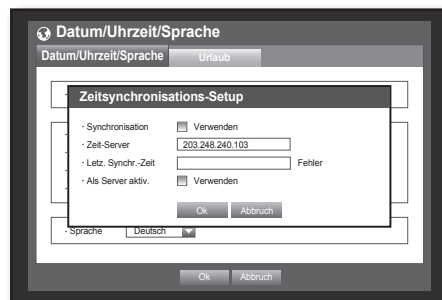 Datum/Uhrzeit/Sprache
Datum/Uhrzeit/Sprache Urlaub
Zeitsynchronisations-Setup
· Synchronisation Verwenden
· Zeit-Server 203.248.240.103
· Letz. Synchr.-Zeit Fehler
· Als Server aktiv. Verwenden
Ok Abbruch
· Sprache Deutsch
Ok Abbruch